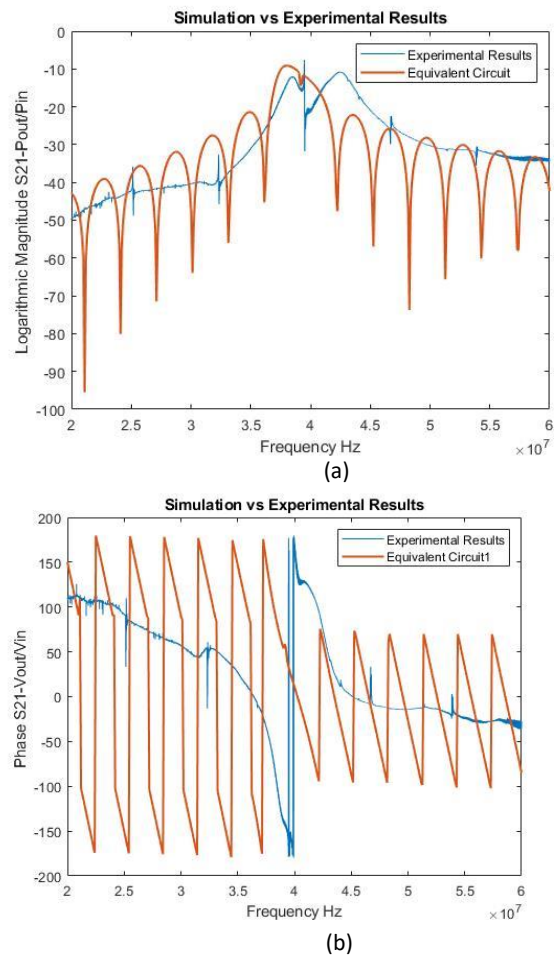 Simulation vs Experimental Results
Logarithmic Magnitude S21-Pout/Pin
0
-10
-20
-30
-40
-50
-60
-70
-80
-90
-100
Experimental Results
Equivalent Circuit
2 2.5 3 3.5 4 4.5 5 5.5 6
Frequency Hz
× 10^7
(a)
Simulation vs Experimental Results
Phase S21-Vout/Vin
200
150
100
50
0
-50
-100
-150
-200
Experimental Results
Equivalent Circuit1
2 2.5 3 3.5 4 4.5 5 5.5 6
Frequency Hz
× 10^7
(b)